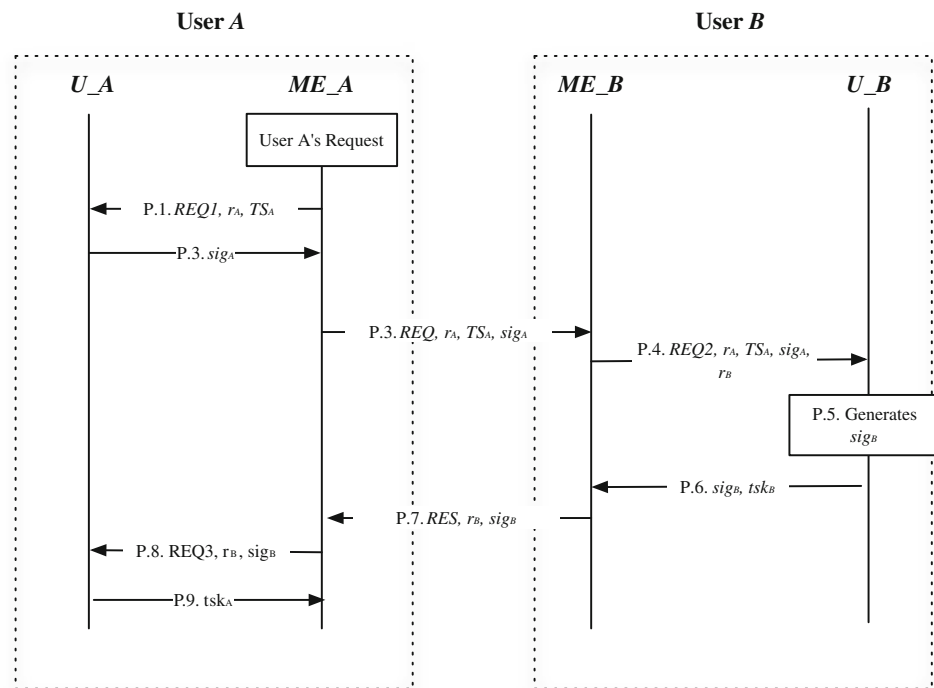 User A
User B
U_A
ME_A
ME_B
U_B
User A's Request
P.1. REQ1, rA, TSA
P.3. sigA
P.3. REQ, rA, TSA, sigA
P.4. REQ2, rA, TSA, sigA,
rB
P.5. Generates
sigB
P.6. sigB, tskB
P.7. RES, rB, sigB
P.8. REQ3, rB, sigB
P.9. tskA